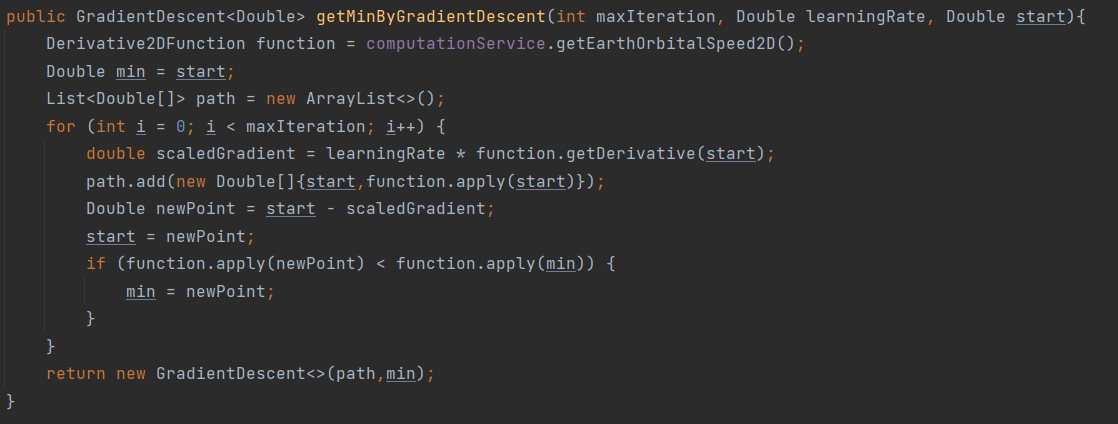 public GradientDescent<Double> getMinByGradientDescent(int maxIteration, Double learningRate, Double start){
    Derivative2DFunction function = computationService.getEarthOrbitalSpeed2D();
    Double min = start;
    List<Double[]> path = new ArrayList<>();
    for (int i = 0; i < maxIteration; i++) {
        double scaledGradient = learningRate * function.getDerivative(start);
        path.add(new Double[]{start,function.apply(start)});
        Double newPoint = start - scaledGradient;
        start = newPoint;
        if (function.apply(newPoint) < function.apply(min)) {
            min = newPoint;
        }
    }
    return new GradientDescent<>(path,min);
}